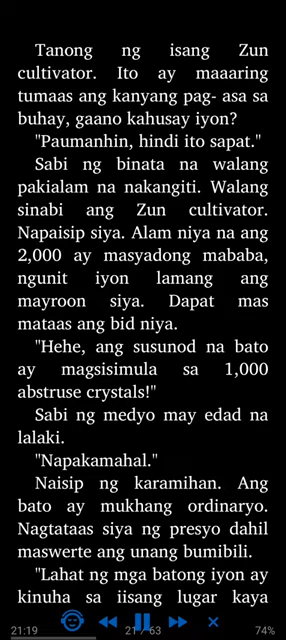 Tanong ng isang Zun
cultivator. Ito ay maaaring
tumaas ang kanyang pag- asa sa
buhay, gaano kahusay iyon?
"Paumanhin, hindi ito sapat."
Sabi ng binata na walang
pakialam na nakangiti. Walang
sinabi ang Zun cultivator.
Napaisip siya. Alam niya na ang
2,000 ay masyadong mababa,
ngunit iyon lamang ang
mayroon siya. Dapat mas
mataas ang bid niya.
"Hehe, ang susunod na bato
ay magsisimula sa 1,000
abstruse crystals!"
Sabi ng medyo may edad na
lalaki.
"Napakamahal."
Naisip ng karamihan. Ang
bato ay mukhang ordinaryo.
Nagtataas siya ng presyo dahil
maswerte ang unang bumibili.
"Lahat ng mga batong iyon ay
kinuha sa iisang lugar kaya
21:19 21 / 63 74%